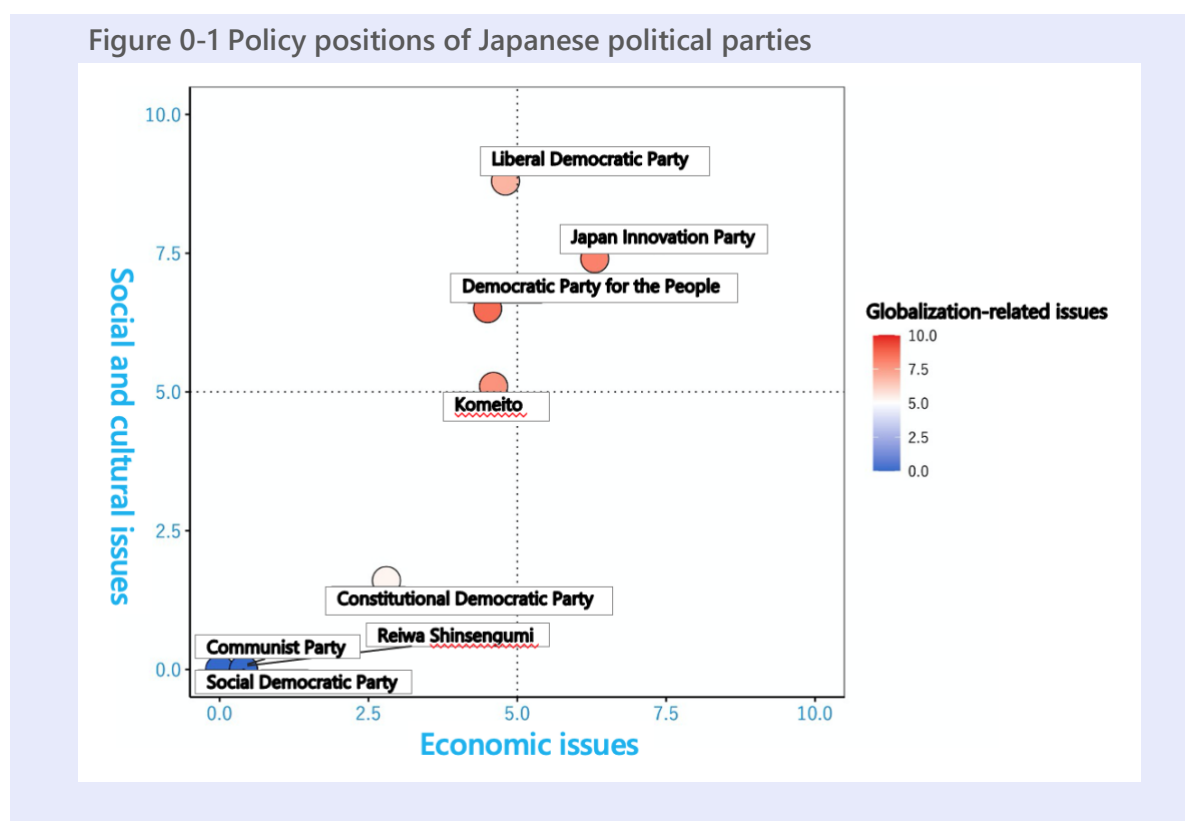 Figure 0-1 Policy positions of Japanese political parties
10.0
7.5
5.0
2.5
0.0
Social and cultural issues
Liberal Democratic Party
Japan Innovation Party
Democratic Party for the People
Komeito
Constitutional Democratic Party
Reiwa Shinsengumi
Communist Party
Social Democratic Party
0.0
2.5
5.0
7.5
10.0
Economic issues
Globalization-related issues
10.0
7.5
5.0
2.5
0.0